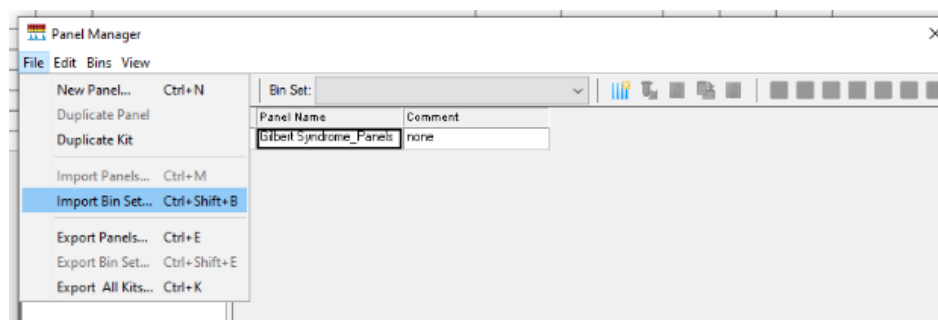 Panel Manager
File Edit Bins View
New Panel... Ctrl+N
Duplicate Panel
Duplicate Kit
Import Panels... Ctrl+M
Import Bin Set... Ctrl+Shift+B
Export Panels... Ctrl+E
Export Bin Set... Ctrl+Shift+E
Export All Kits... Ctrl+K
Bin Set:
Panel Name Comment
Gilbert Syndrome_Panels none